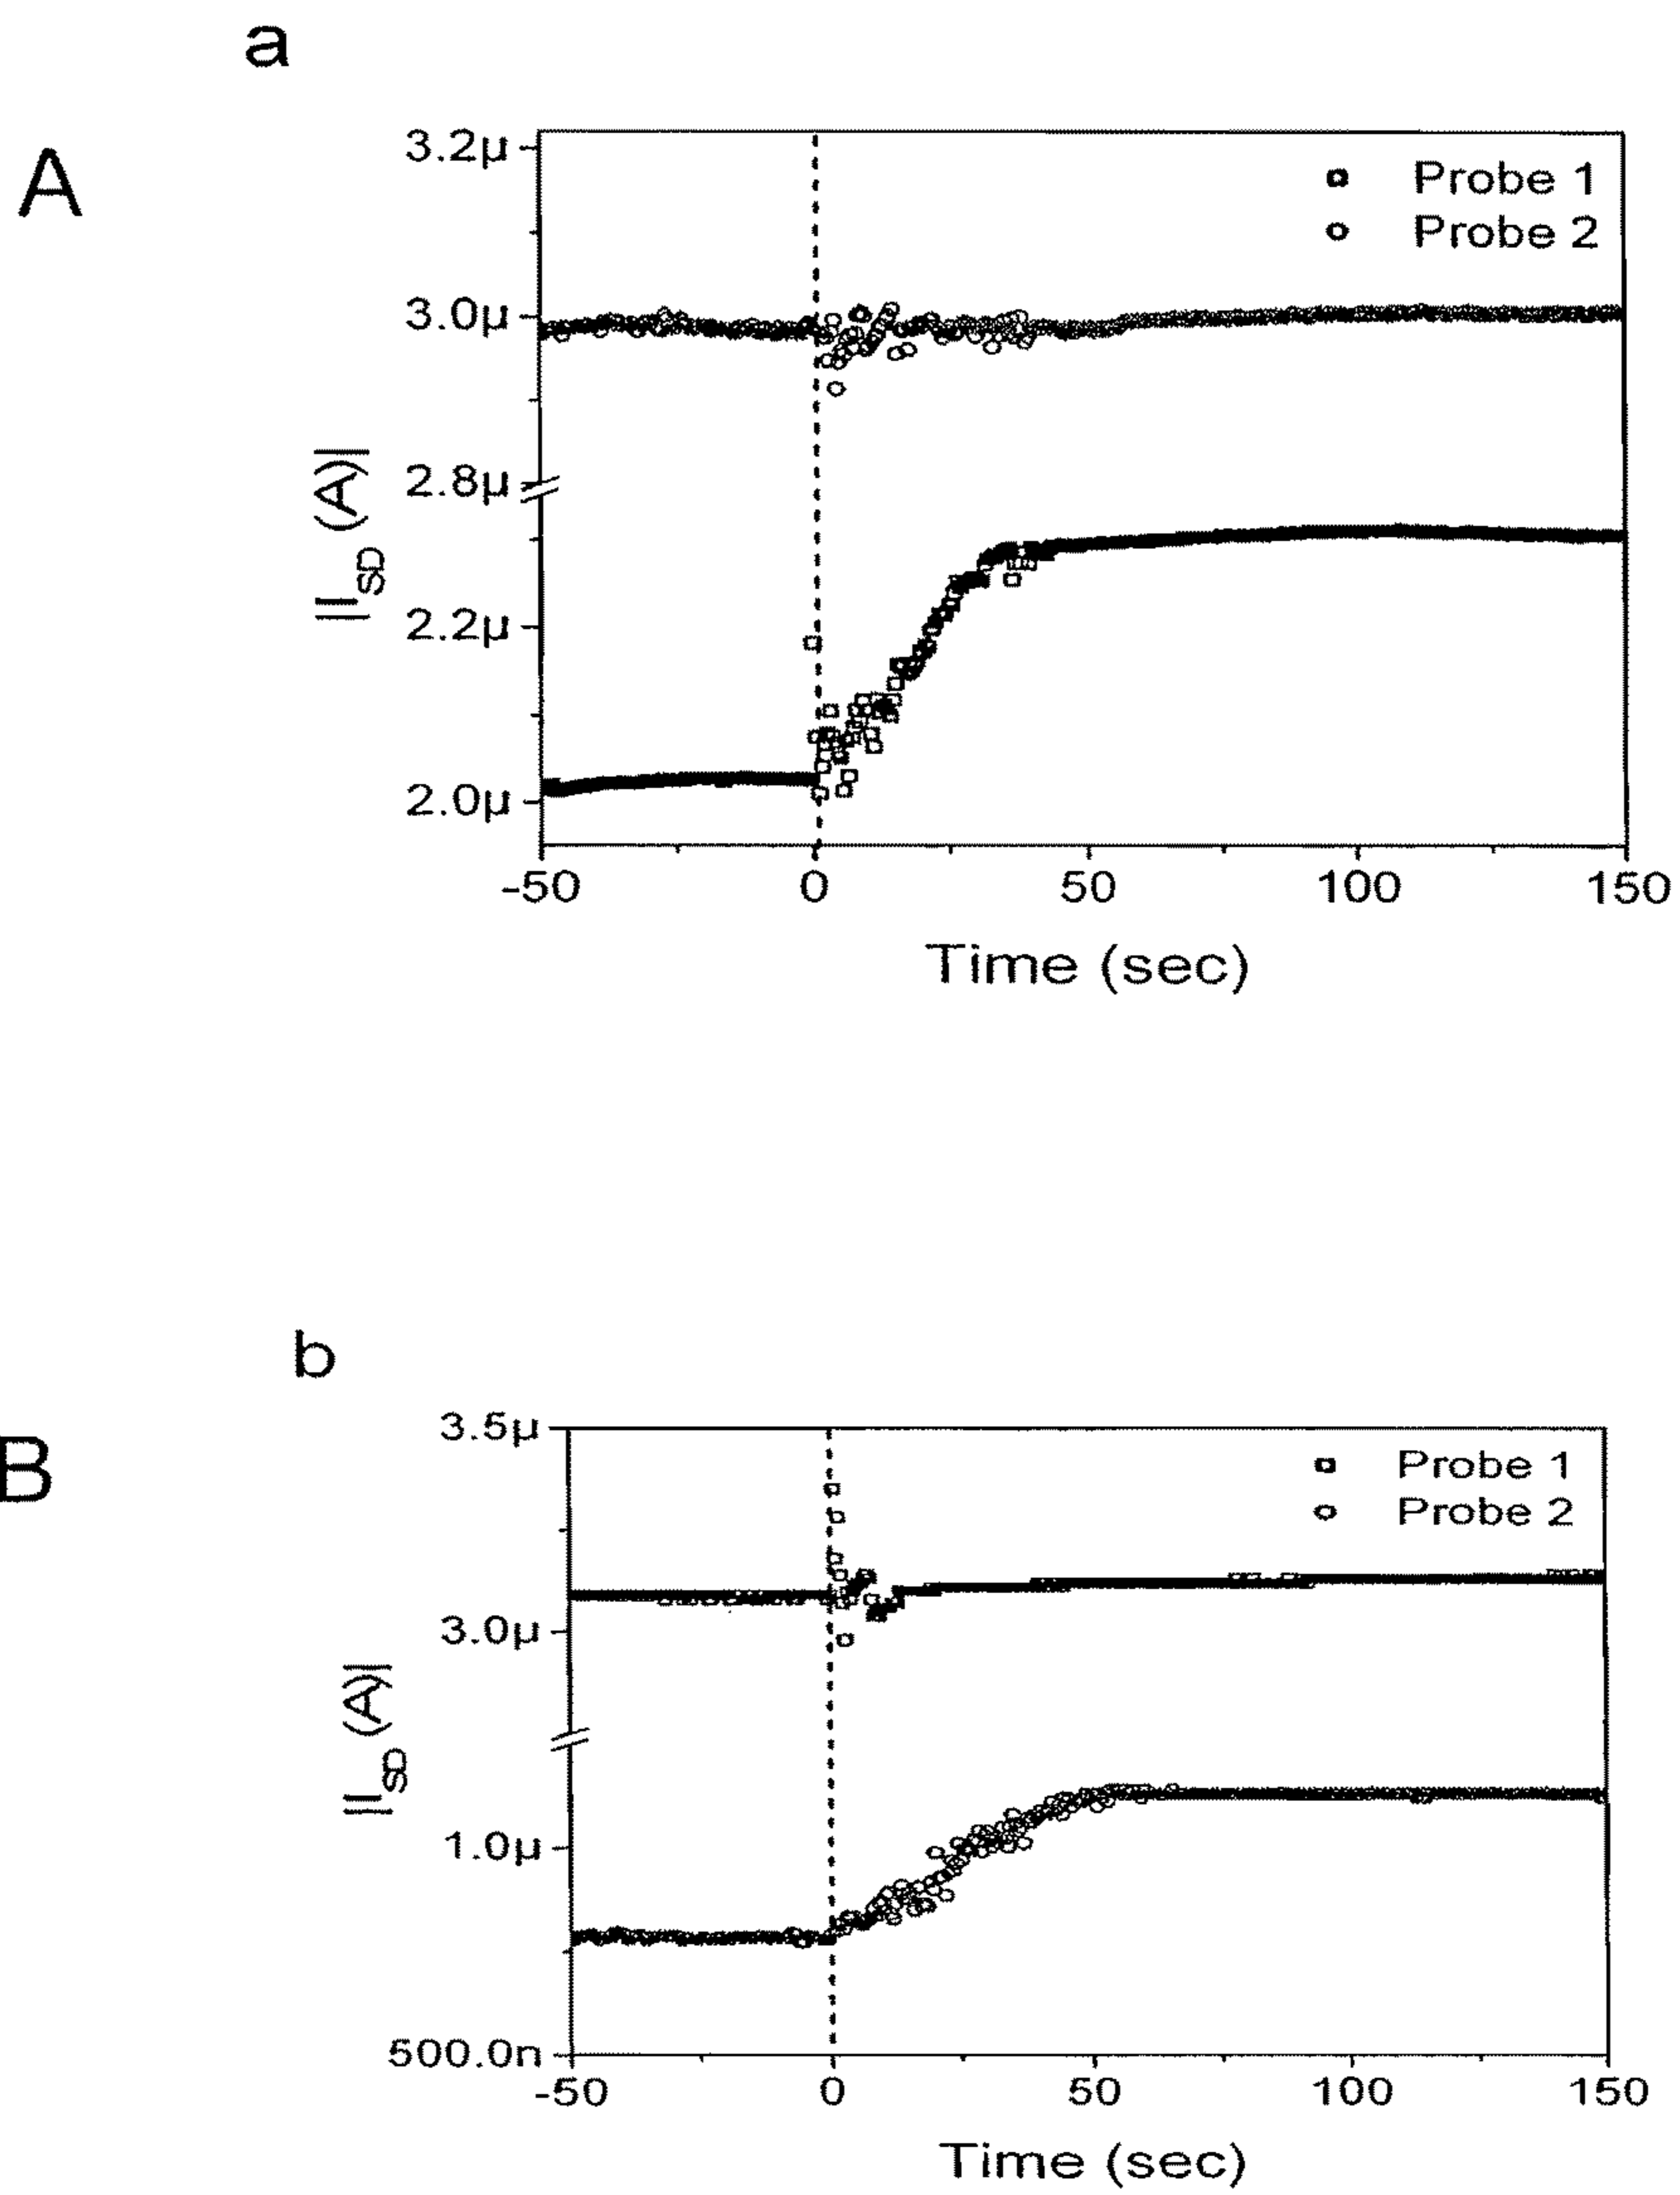 a
A
3.2µ
Probe 1
Probe 2
3.0µ
2.8µ
|I_SD (A)|
2.2µ
2.0µ
-50 0 50 100 150
Time (sec)
b
B
3.5µ
Probe 1
Probe 2
3.0µ
|I_SD (A)|
1.0µ
500.0n
-50 0 50 100 150
Time (sec)